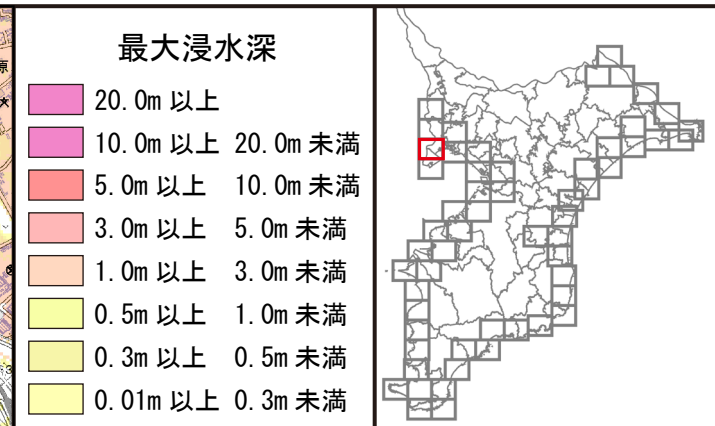 最大浸水深
20.0m 以上
10.0m 以上 20.0m 未満
5.0m 以上 10.0m 未満
3.0m 以上 5.0m 未満
1.0m 以上 3.0m 未満
0.5m 以上 1.0m 未満
0.3m 以上 0.5m 未満
0.01m 以上 0.3m 未満